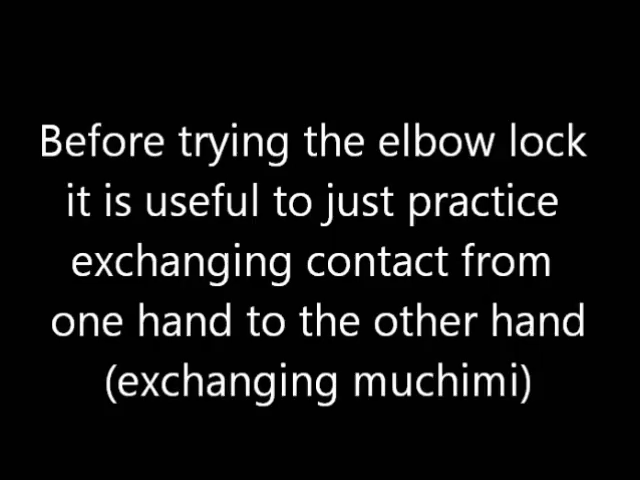 Before trying the elbow lock
it is useful to just practice
exchanging contact from
one hand to the other hand
(exchanging muchimi)